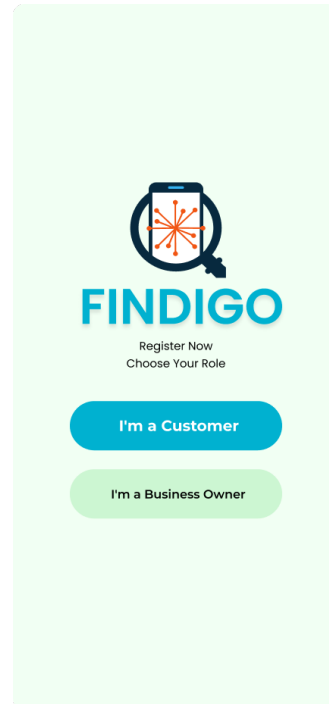 FINDIGO
Register Now
Choose Your Role
I'm a Customer
I'm a Business Owner